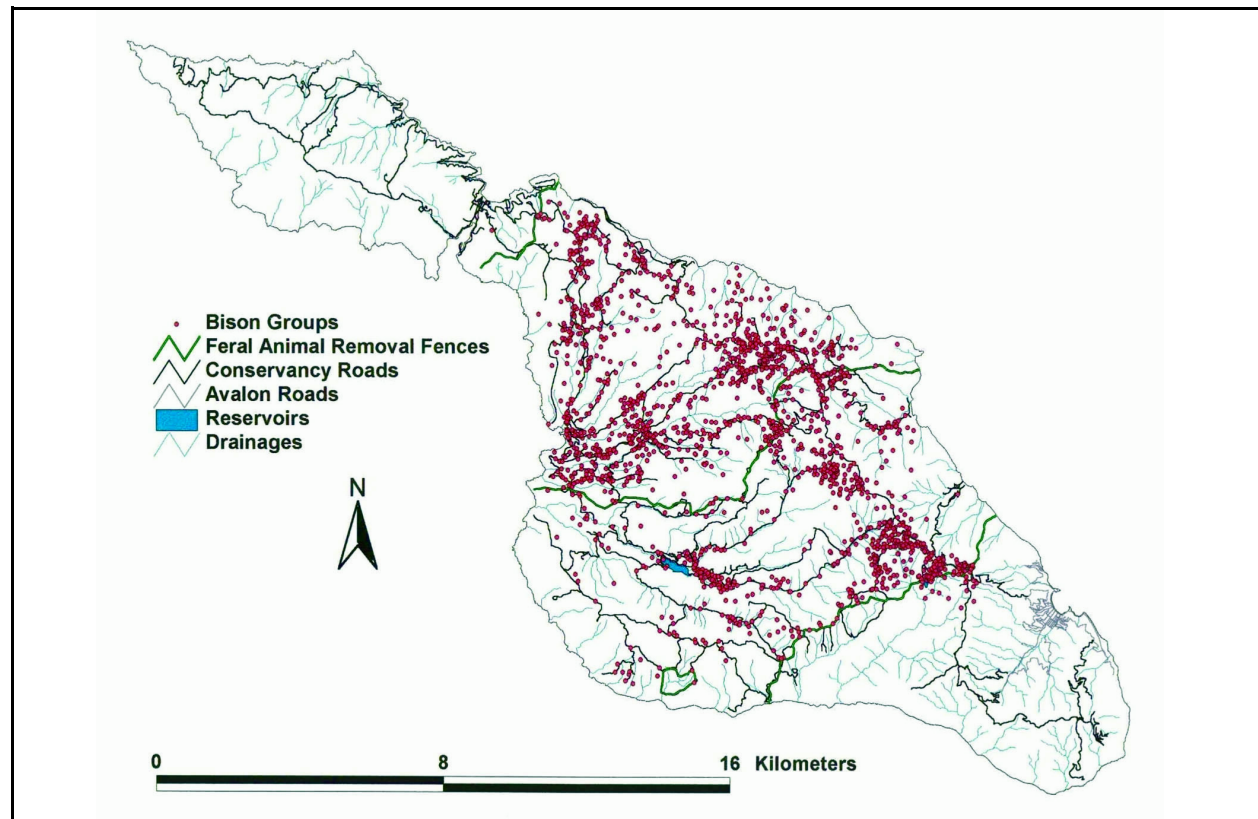 Bison Groups
Feral Animal Removal Fences
Conservancy Roads
Avalon Roads
Reservoirs
Drainages
N
0 8 16 Kilometers